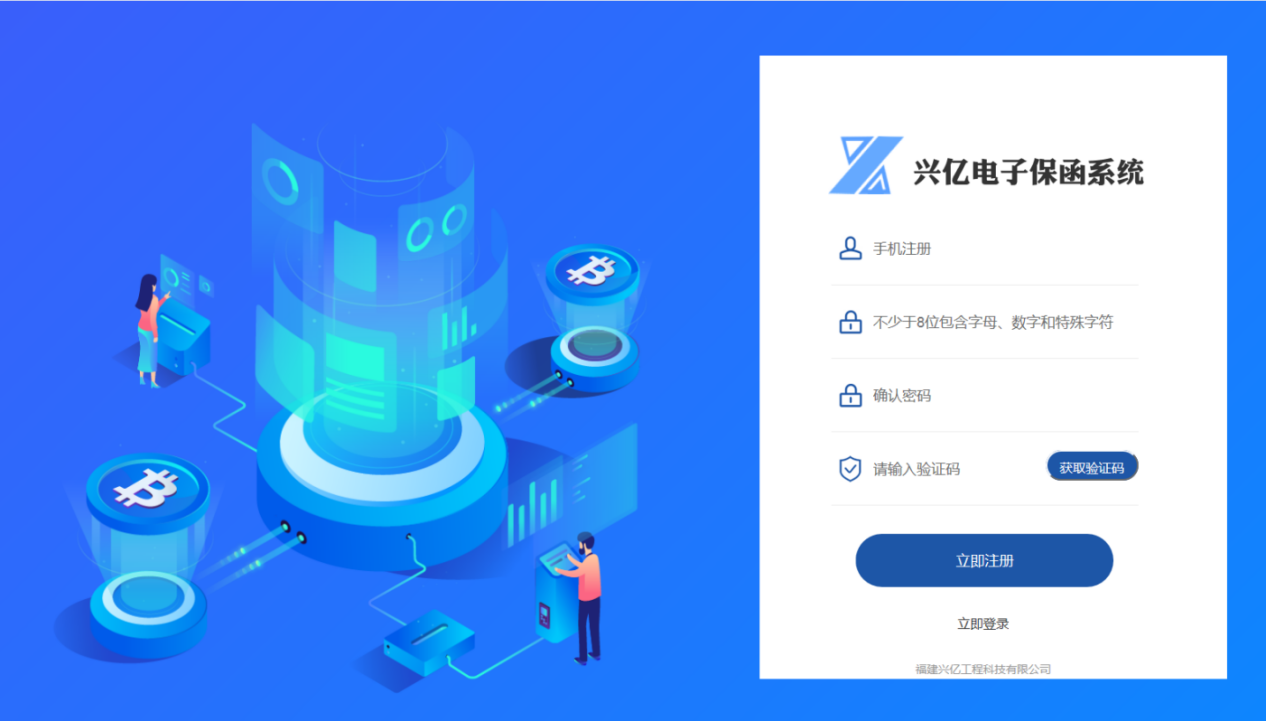 兴亿电子保函系统
手机注册
不少于8位包含字母、数字和特殊字符
确认密码
请输入验证码
获取验证码
立即注册
立即登录
福建兴亿工程科技有限公司